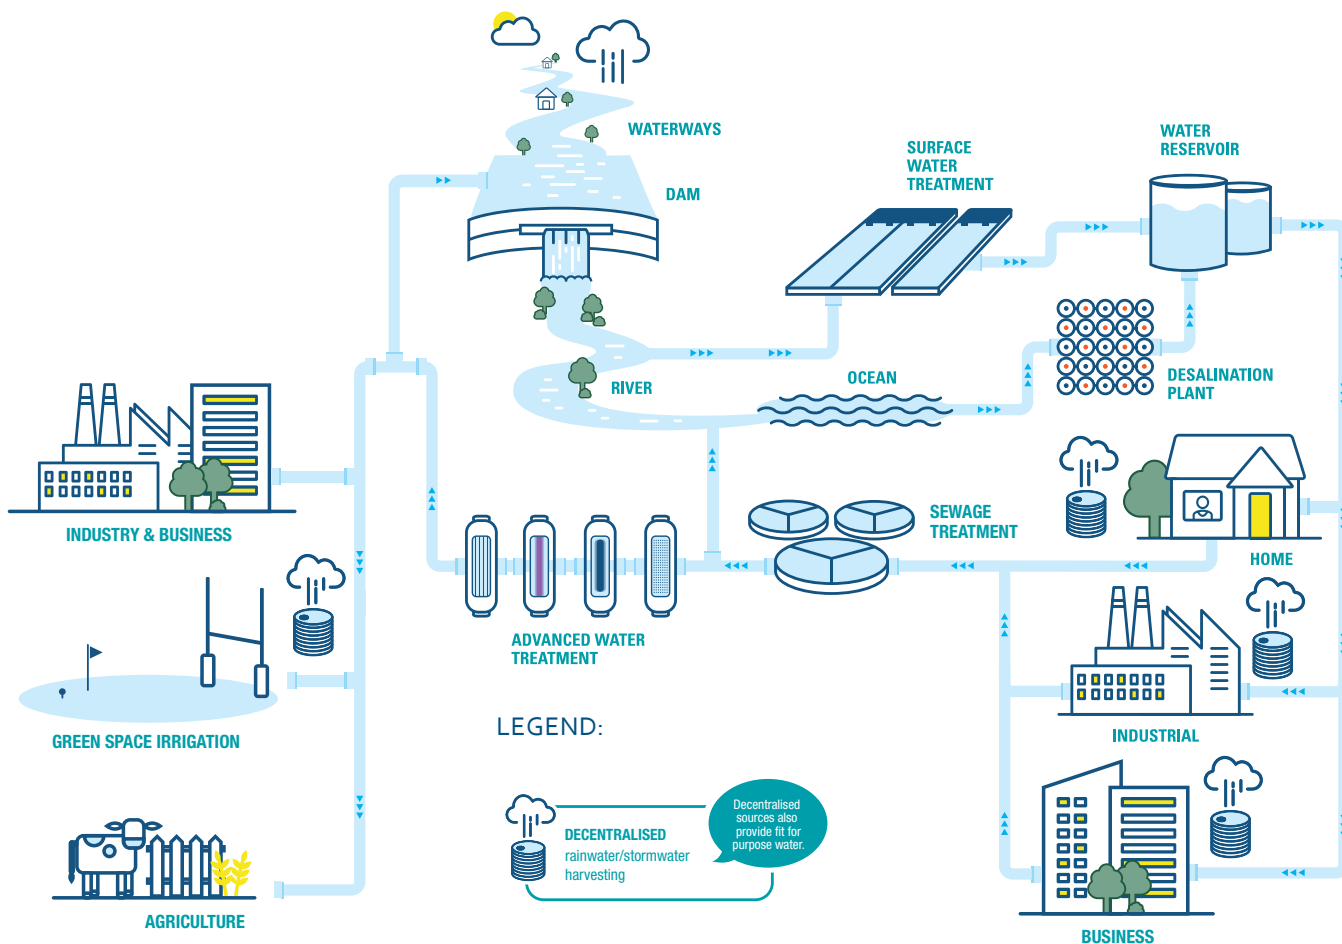 WATERWAYS
DAM
SURFACE
WATER
TREATMENT
WATER
RESERVOIR
RIVER
OCEAN
DESALINATION
PLANT
INDUSTRY & BUSINESS
SEWAGE
TREATMENT
HOME
ADVANCED WATER
TREATMENT
GREEN SPACE IRRIGATION
INDUSTRIAL
LEGEND:
DECENTRALISED
rainwater/stormwater
harvesting
Decentralised
sources also
provide fit for
purpose water.
AGRICULTURE
BUSINESS